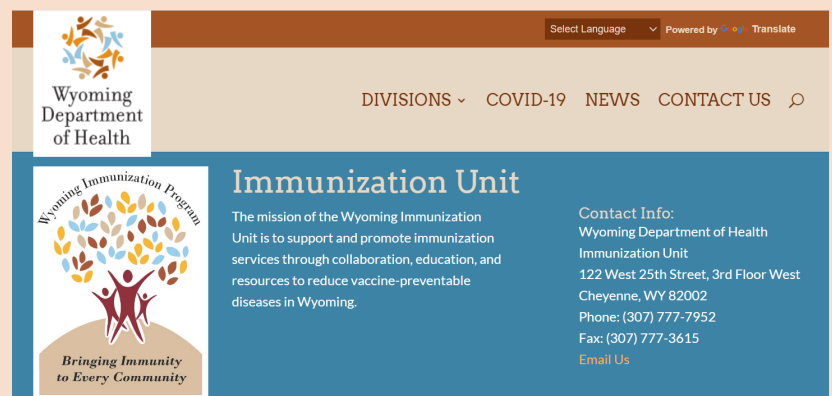 Select Language
Powered by Google Translate
Wyoming
Department
of Health
DIVISIONS
COVID-19
NEWS
CONTACT US
Wyoming Immunization Program
Bringing Immunity
to Every Community
Immunization Unit
The mission of the Wyoming Immunization
Unit is to support and promote immunization
services through collaboration, education, and
resources to reduce vaccine-preventable
diseases in Wyoming.
Contact Info:
Wyoming Department of Health
Immunization Unit
122 West 25th Street, 3rd Floor West
Cheyenne, WY 82002
Phone: (307) 777-7952
Fax: (307) 777-3615
Email Us